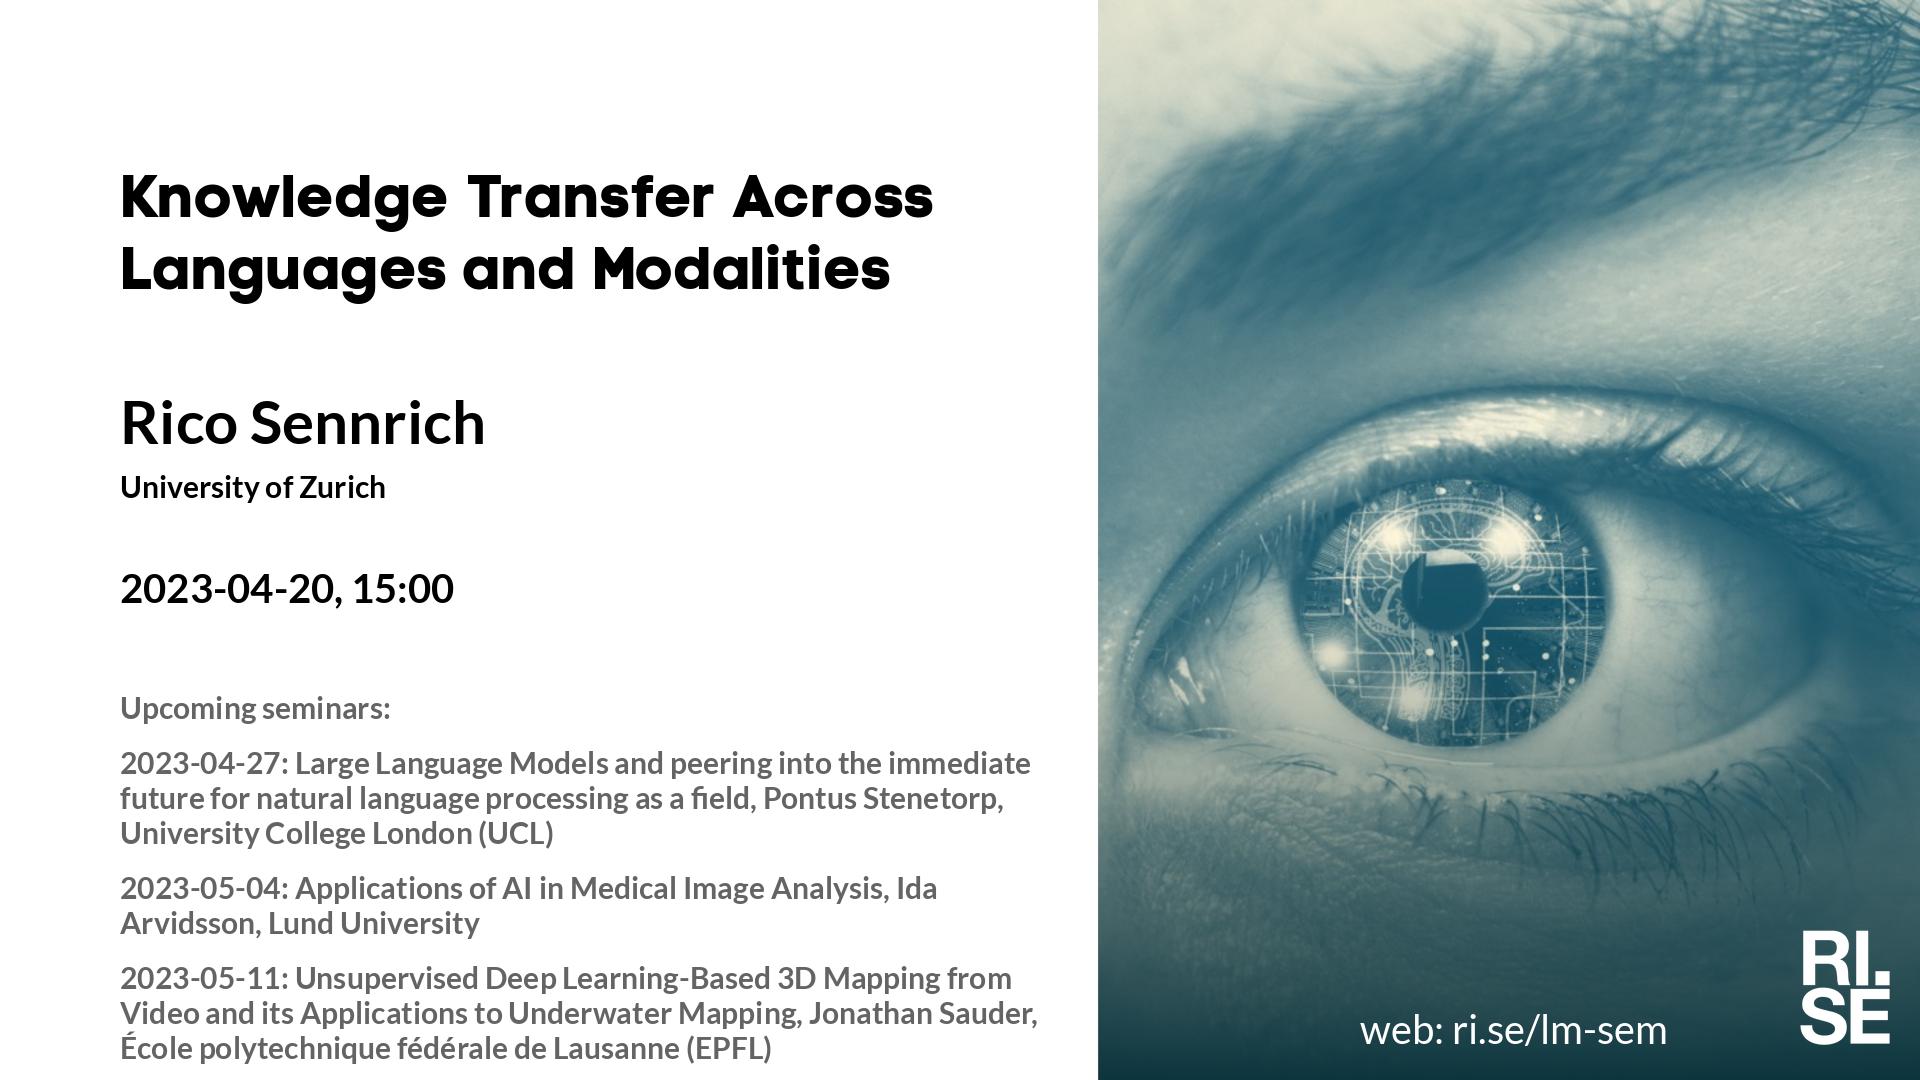 Knowledge Transfer Across
Languages and Modalities
Rico Sennrich
University of Zurich
2023-04-20, 15:00
Upcoming seminars:
2023-04-27: Large Language Models and peering into the immediate
future for natural language processing as a field, Pontus Stenetorp,
University College London (UCL)
2023-05-04: Applications of AI in Medical Image Analysis, Ida
Arvidsson, Lund University
2023-05-11: Unsupervised Deep Learning-Based 3D Mapping from
Video and its Applications to Underwater Mapping, Jonathan Sauder,
École polytechnique fédérale de Lausanne (EPFL)
web: ri.se/lm-sem
RI.
SE